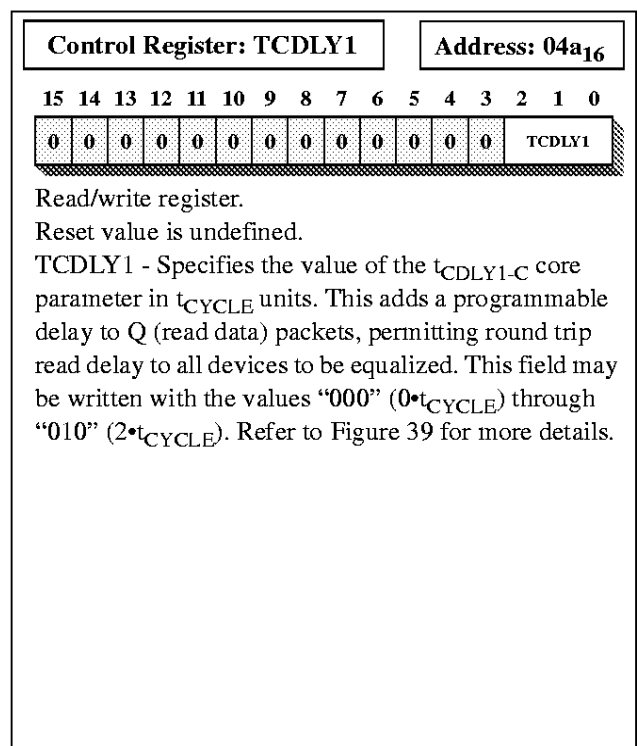 Control Register: TCDLY1 Address: 04a₁₆
15 14 13 12 11 10 9 8 7 6 5 4 3 2 1 0
0 0 0 0 0 0 0 0 0 0 0 0 0 TCDLY1
Read/write register.
Reset value is undefined.
TCDLY1 - Specifies the value of the tCDLY1-C core
parameter in tCYCLE units. This adds a programmable
delay to Q (read data) packets, permitting round trip
read delay to all devices to be equalized. This field may
be written with the values “000” (0•tCYCLE) through
“010” (2•tCYCLE). Refer to Figure 39 for more details.